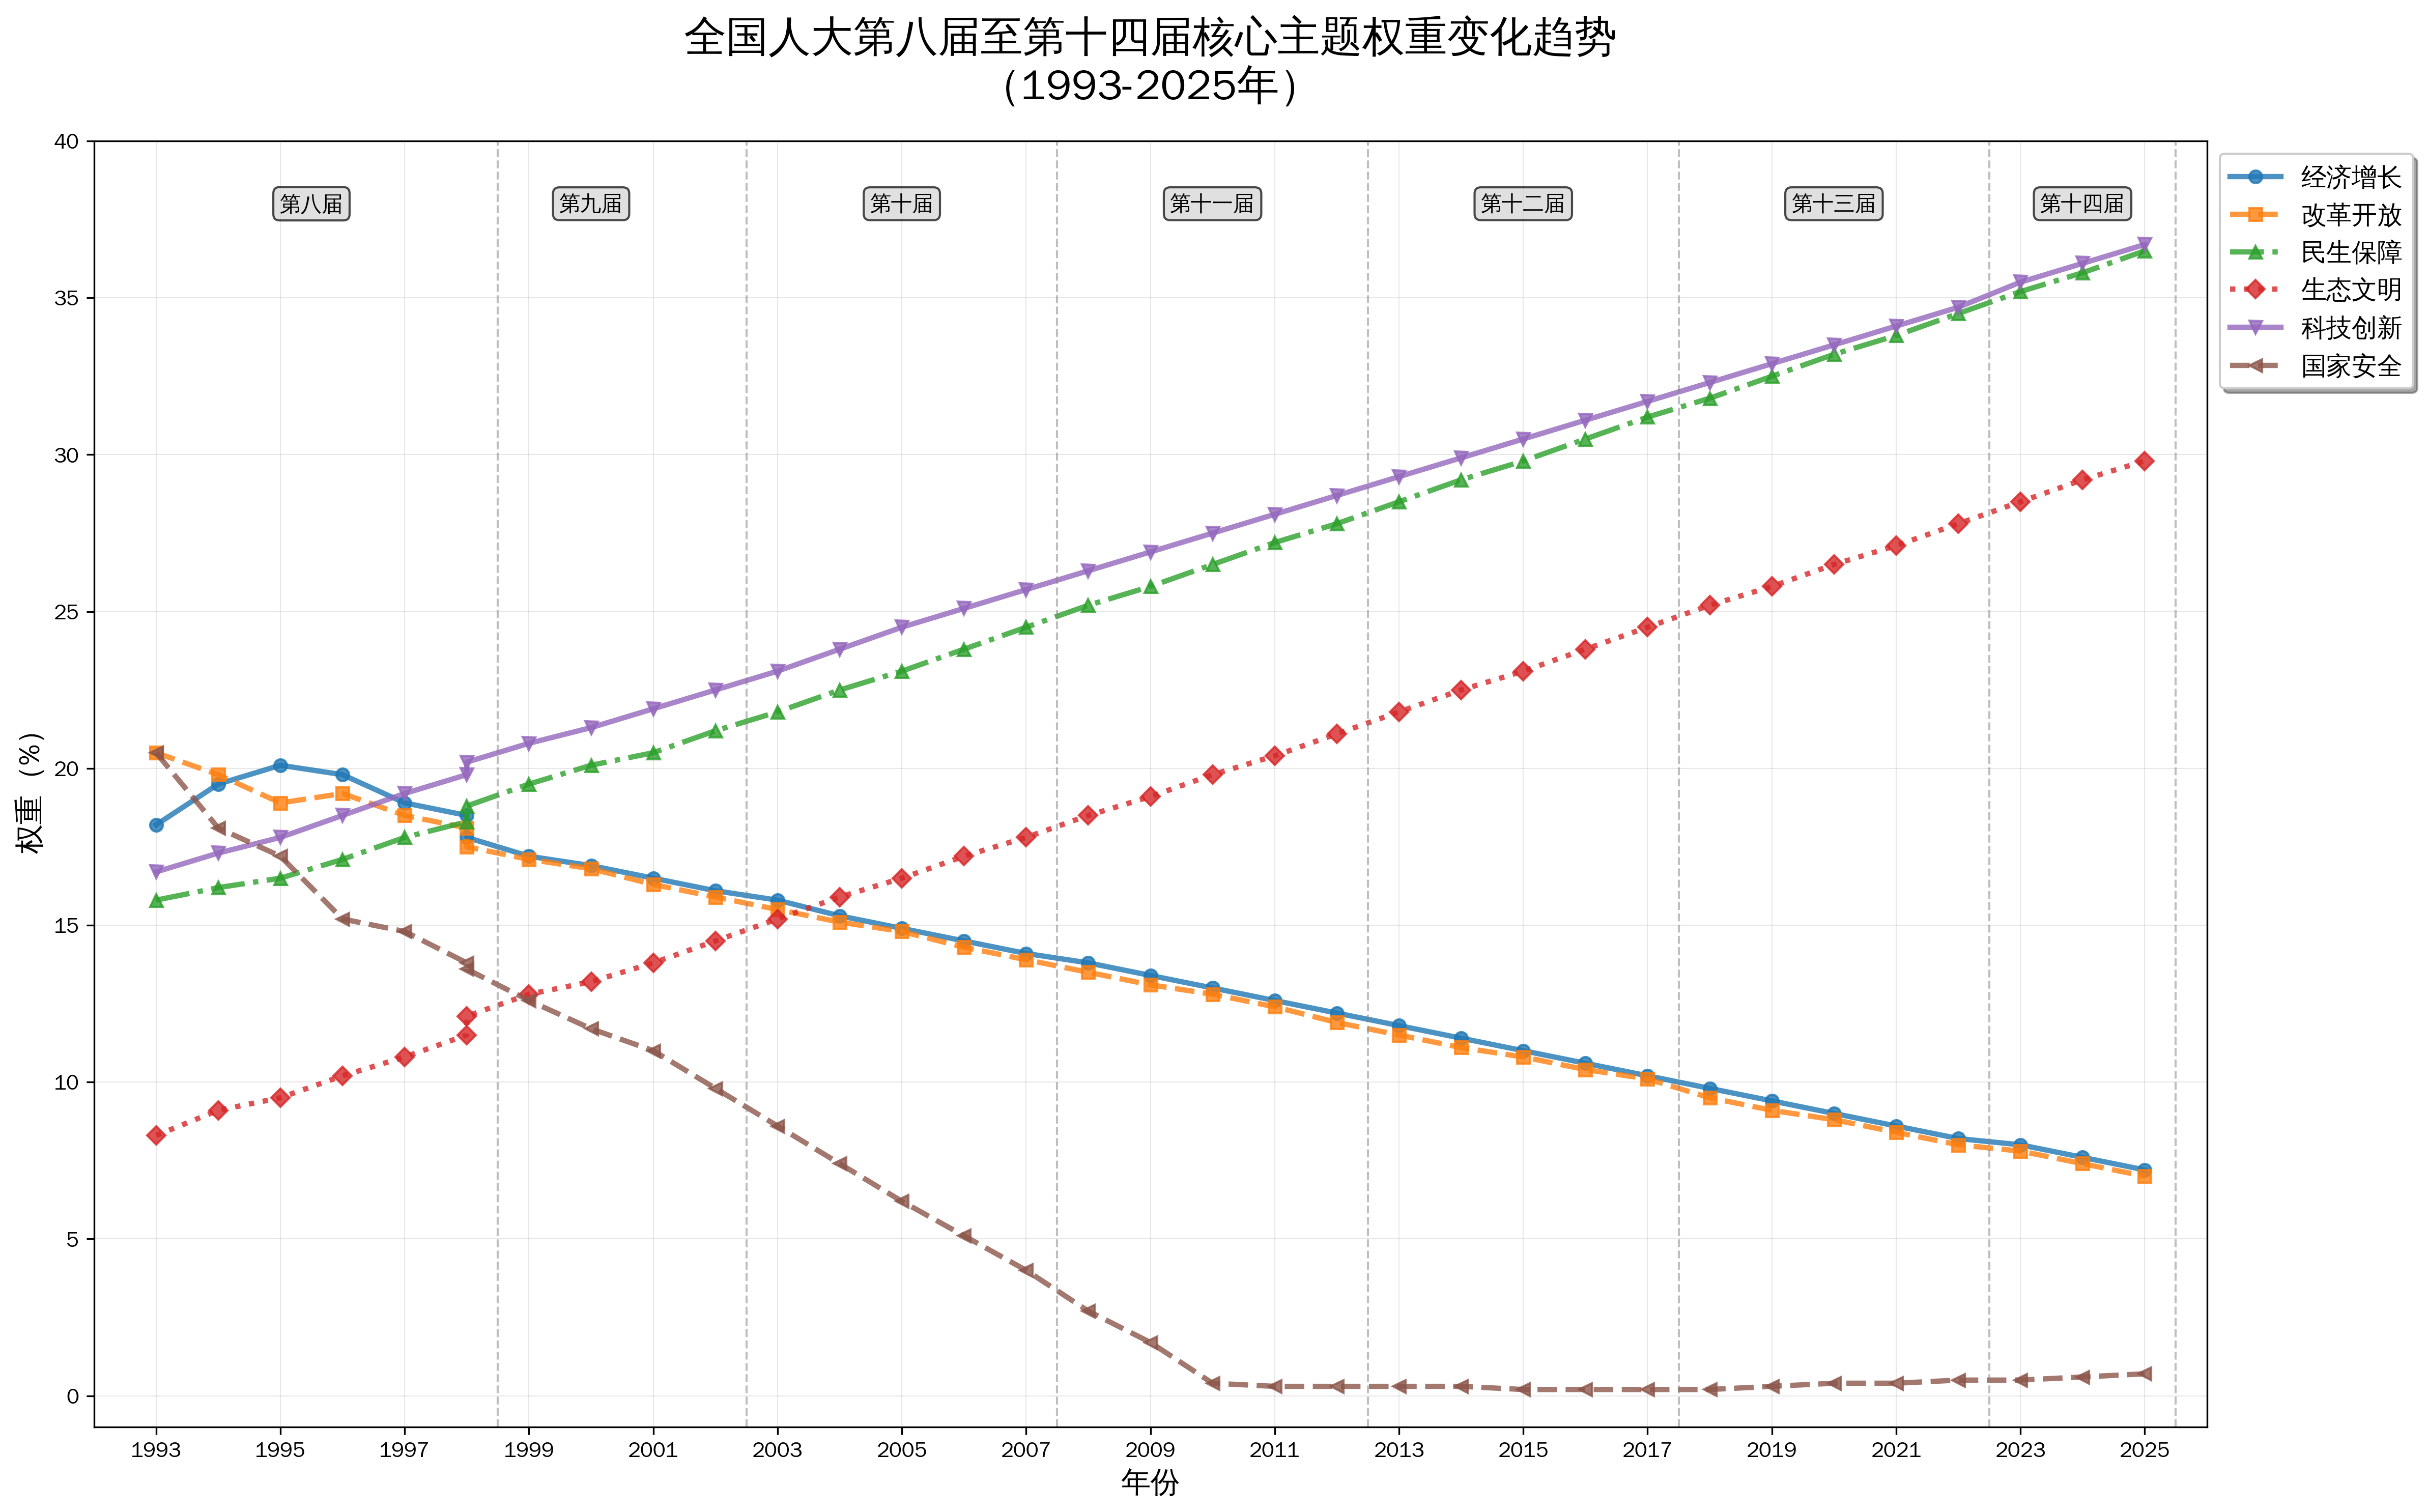 全国人大第八届至第十四届核心主题权重变化趋势
（1993-2025年）
40
35
30
25
20
15
10
5
0
权重（%）
第八届
第九届
第十届
第十一届
第十二届
第十三届
第十四届
经济增长
改革开放
民生保障
生态文明
科技创新
国家安全
1993
1995
1997
1999
2001
2003
2005
2007
2009
2011
2013
2015
2017
2019
2021
2023
2025
年份